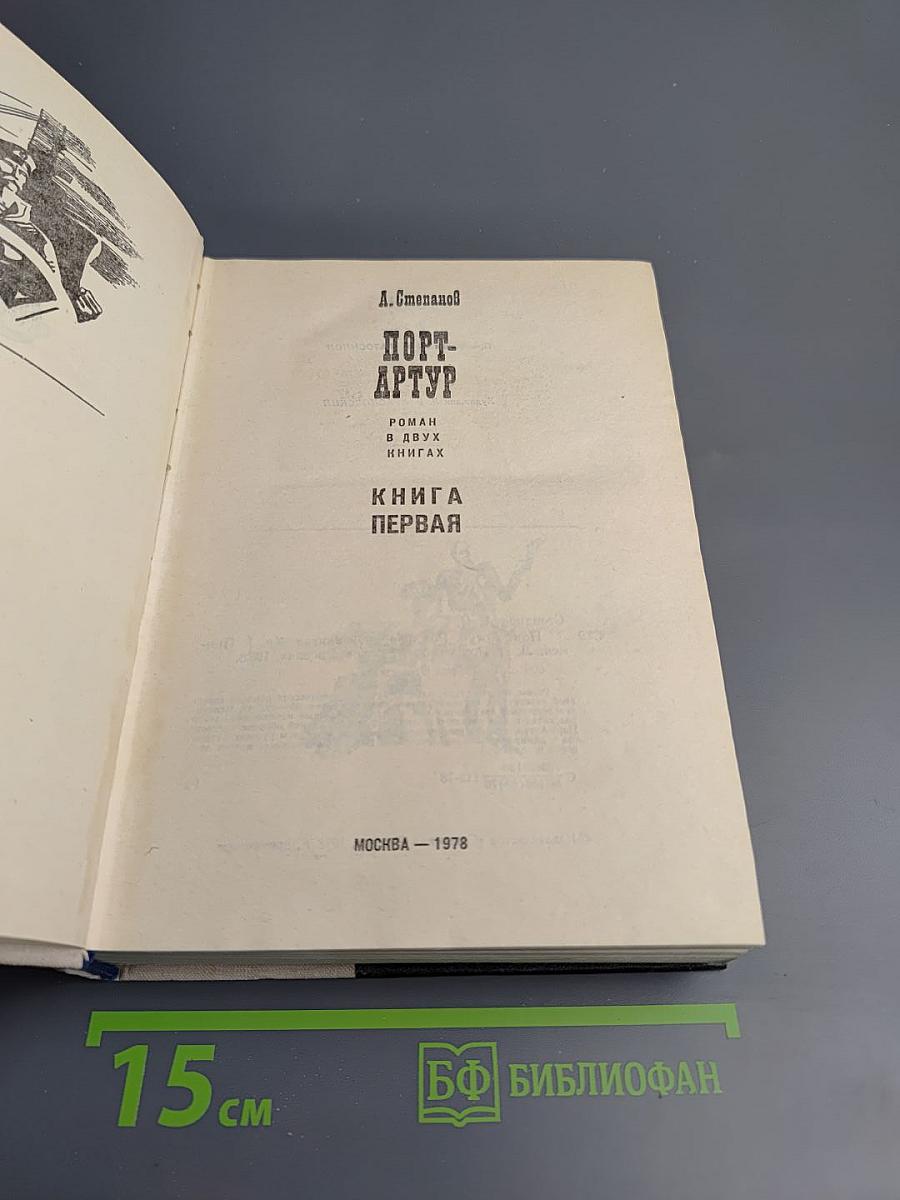 А. Степанов
ПОРТ-
АРТУР
РОМАН
В ДВУХ
КНИГАХ
КНИГА
ПЕРВАЯ
МОСКВА — 1978
15 см
БФ БИБЛИОФАН